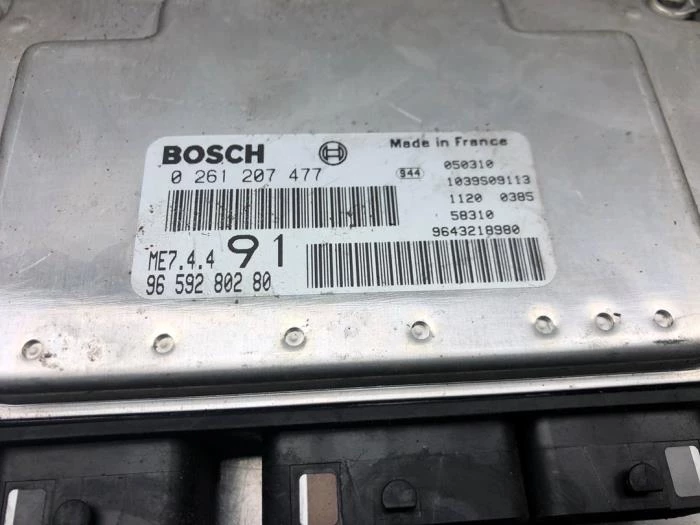 BOSCH
0 261 207 477
Made in France
944
050310
1039S09113
1120 0385
58310
9643218980
ME7.4.4 91
96 592 802 80